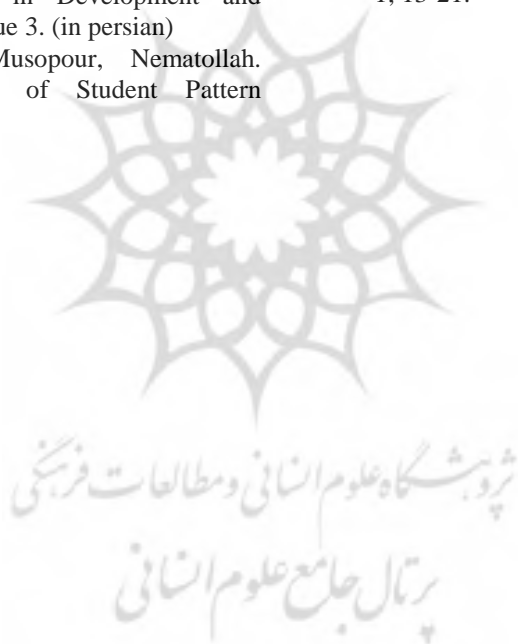 in Development and
ue 3. (in persian)
Musopour, Nematollah.
of Student Pattern
1, 13-21.
پژوهشگاه علوم انسانی و مطالعات فرهنگی
پرتال جامع علوم انسانی